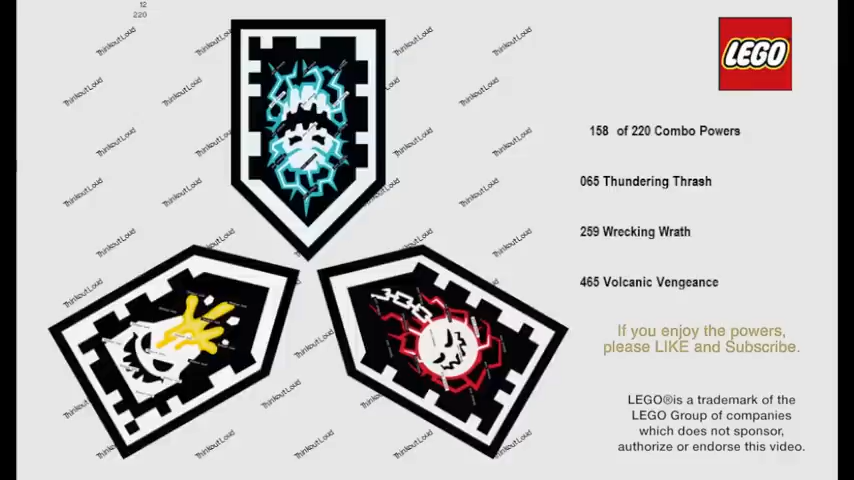 12
220
LEGO
158 of 220 Combo Powers
065 Thundering Thrash
259 Wrecking Wrath
465 Volcanic Vengeance
If you enjoy the powers,
please LIKE and Subscribe.
LEGO®is a trademark of the
LEGO Group of companies
which does not sponsor,
authorize or endorse this video.
ThinkoutLoud